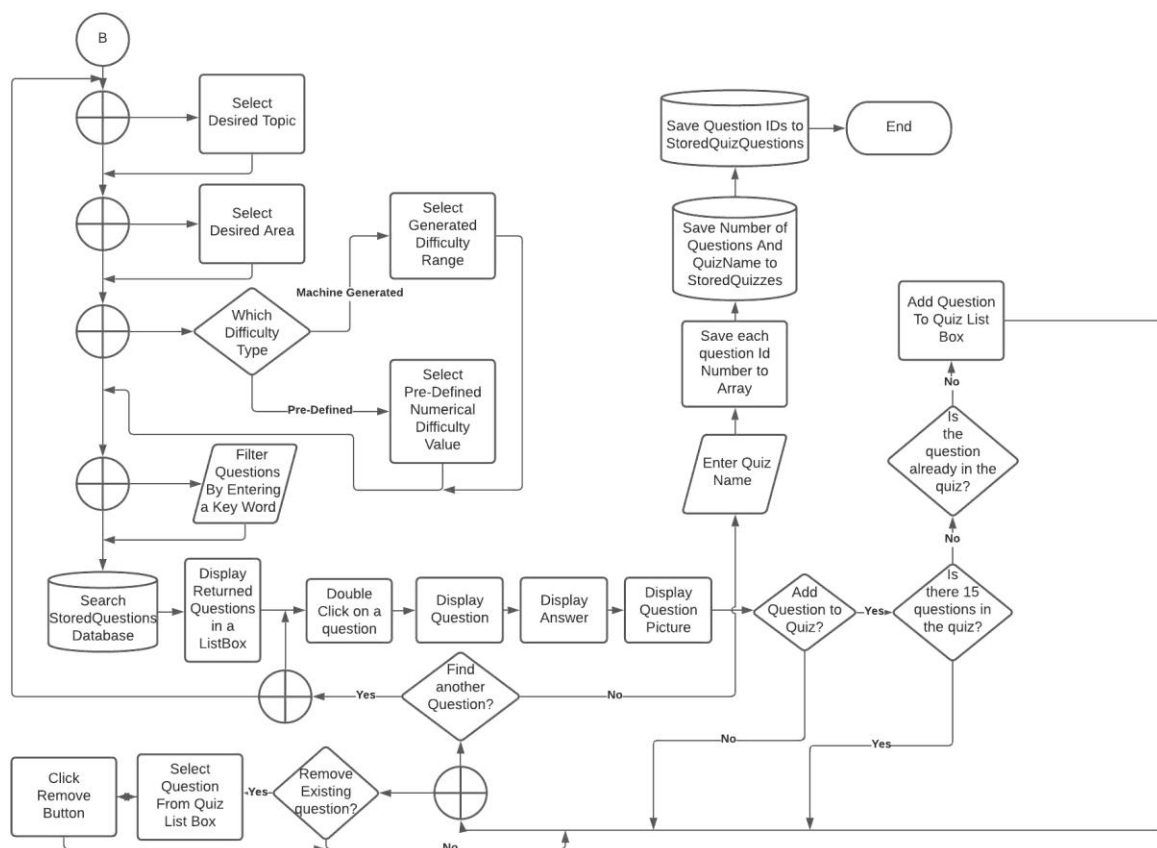 B
Select
Desired Topic
Select
Desired Area
Which
Difficulty
Type
Machine Generated
Select
Generated
Difficulty
Range
Pre-Defined
Select
Pre-Defined
Numerical
Difficulty
Value
Filter
Questions
By Entering
a Key Word
Search
StoredQuestions
Database
Display
Returned
Questions
in a
ListBox
Double
Click on a
question
Display
Question
Display
Answer
Display
Question
Picture
Add
Question to
Quiz?
Yes
Is
there 15
questions in
the quiz?
No
Is
the
question
already in the
quiz?
No
Add Question
To Quiz List
Box
Save Question IDs to
StoredQuizQuestions
End
Save Number of
Questions And
QuizName to
StoredQuizzes
Save each
question Id
Number to
Array
Enter Quiz
Name
Find
another
Question?
Yes
No
No
Yes
Click
Remove
Button
Select
Question
From Quiz
List Box
Yes
Remove
Existing
question?
No